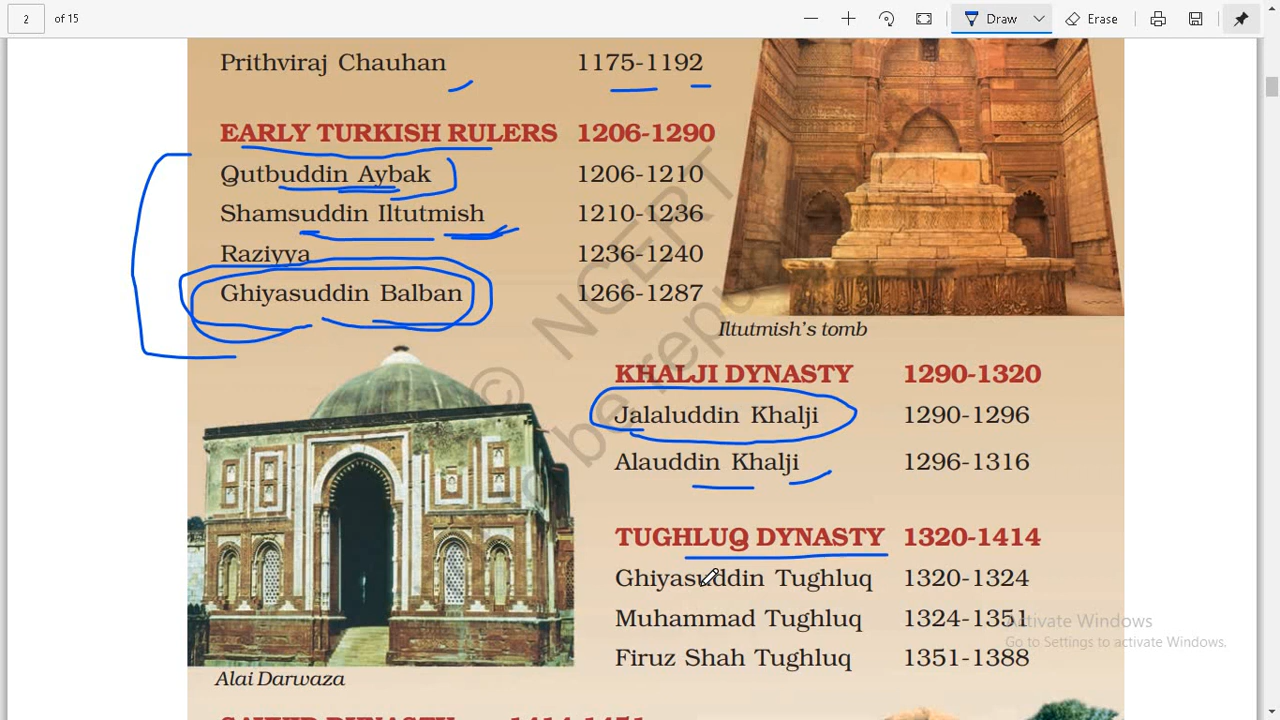 2 of 15 Draw Erase
Prithviraj Chauhan 1175-1192
EARLY TURKISH RULERS 1206-1290
Qutbuddin Aybak 1206-1210
Shamsuddin Iltutmish 1210-1236
Raziyya 1236-1240
Ghiyasuddin Balban 1266-1287
Iltutmish's tomb
KHALJI DYNASTY 1290-1320
Jalaluddin Khalji 1290-1296
Alauddin Khalji 1296-1316
TUGHLUQ DYNASTY 1320-1414
Ghiyasuddin Tughluq 1320-1324
Muhammad Tughluq 1324-1351
Firuz Shah Tughluq 1351-1388
Alai Darwaza
© NCERT
be repu
Activate Windows
Go to Settings to activate Windows.